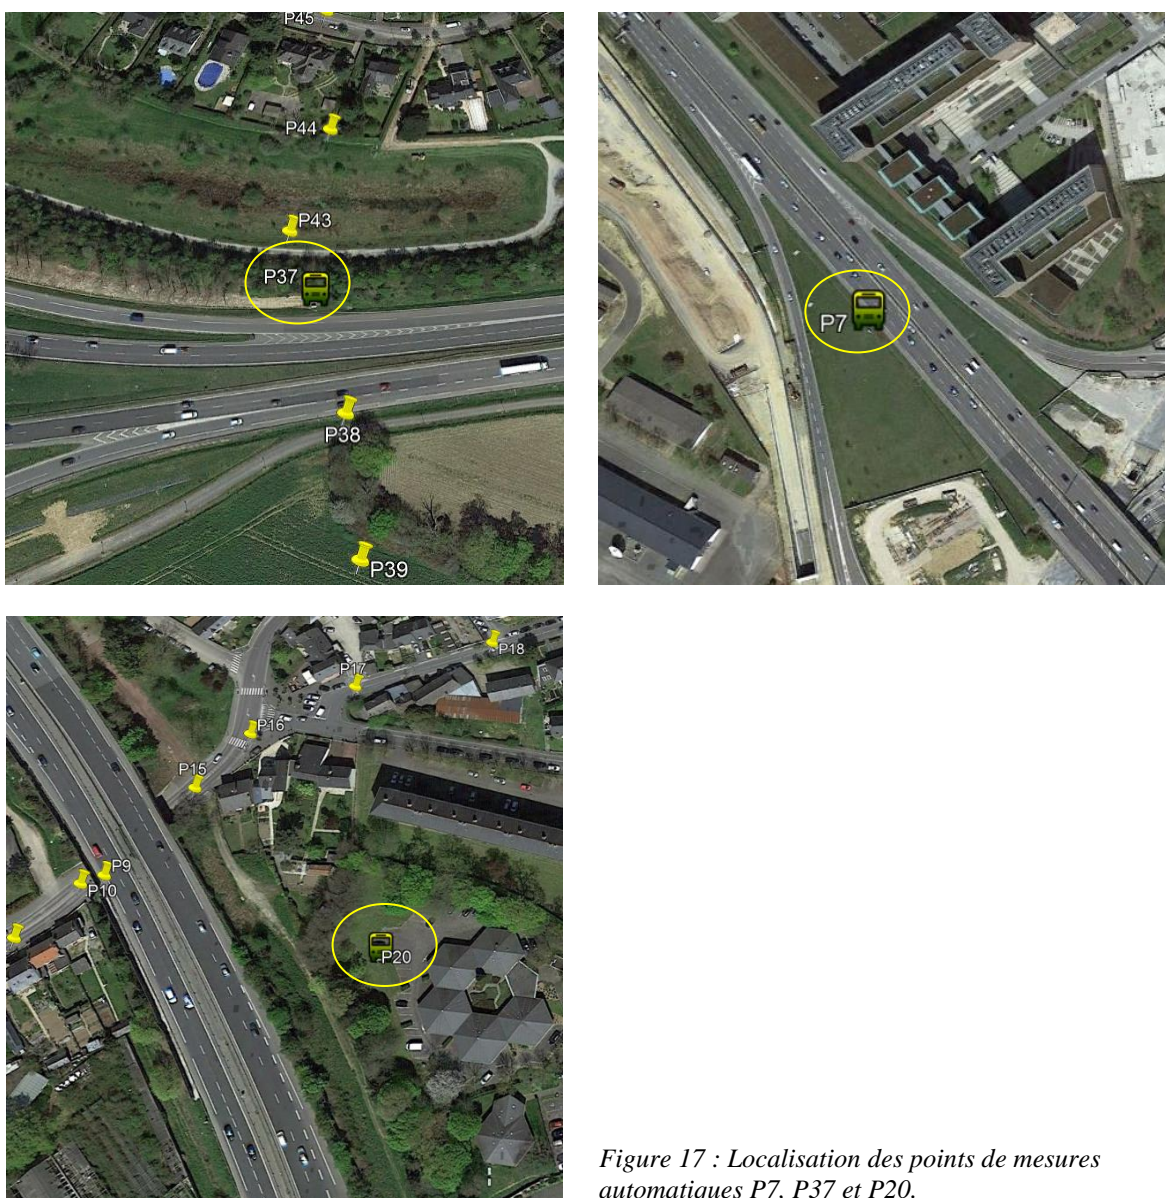 P45
P44
P43
P37
P38
P39
P7
P18
P17
P16
P15
P9
P10
P20
Figure 17 : Localisation des points de mesures
automatiques P7, P37 et P20.